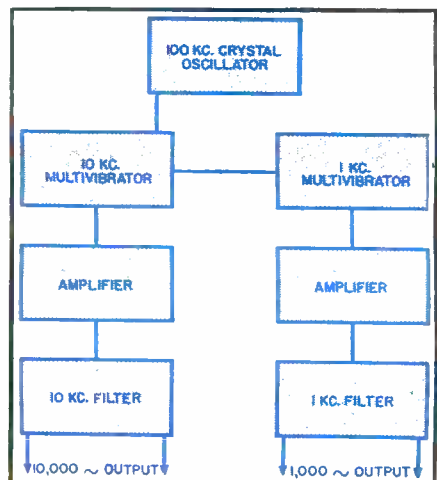 100 KC. CRYSTAL
OSCILLATOR
10 KC.
MULTIVIBRATOR
1 KC.
MULTIVIBRATOR
AMPLIFIER
AMPLIFIER
10 KC. FILTER
1 KC. FILTER
10,000 ~ OUTPUT
1,000 ~ OUTPUT